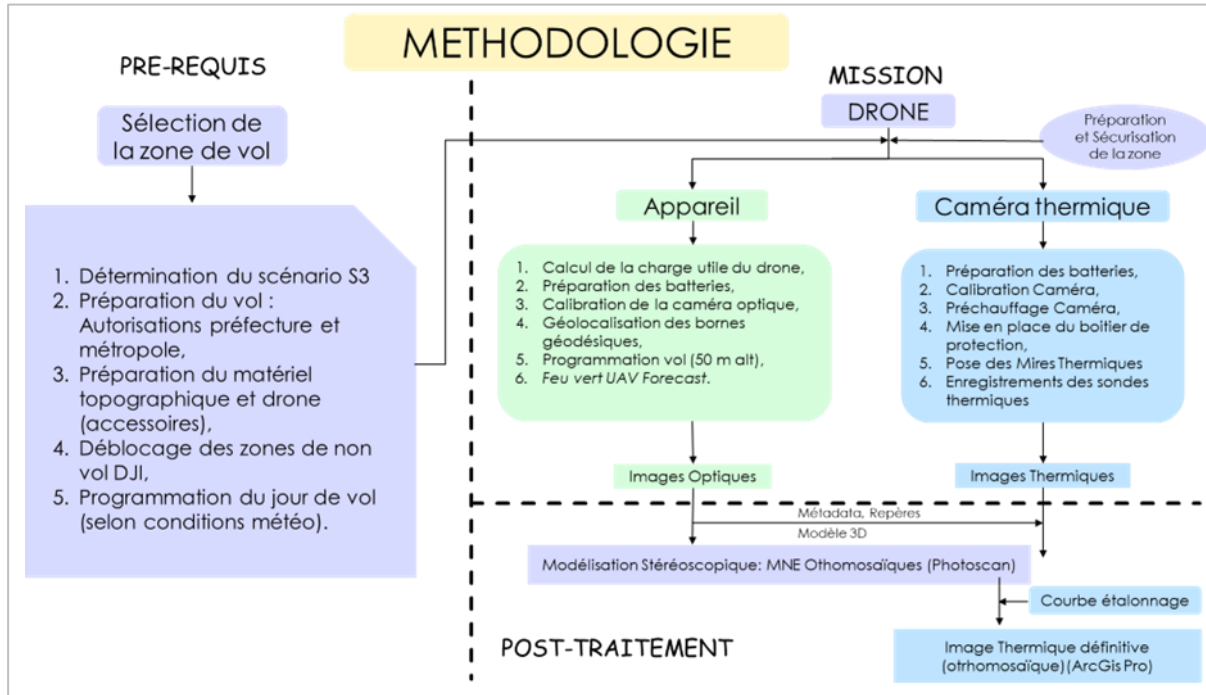 METHODOLOGIE
PRE-REQUIS
Sélection de
la zone de vol
1. Détermination du scénario S3
2. Préparation du vol :
Autorisations préfecture et
métropole,
3. Préparation du matériel
topographique et drone
(accessoires),
4. Déblocage des zones de non
vol DJI,
5. Programmation du jour de vol
(selon conditions météo).
MISSION
DRONE
Préparation
et Sécurisation
de la zone
Appareil
1. Calcul de la charge utile du drone,
2. Préparation des batteries,
3. Calibration de la caméra optique,
4. Géolocalisation des bornes
géodésiques,
5. Programmation vol (50 m alt),
6. Feu vert UAV Forecast.
Images Optiques
Caméra thermique
1. Préparation des batteries,
2. Calibration Caméra,
3. Préchauffage Caméra,
4. Mise en place du boitier de
protection,
5. Pose des Mires Thermiques
6. Enregistrements des sondes
thermiques
Images Thermiques
Métadata, Repères
Modèle 3D
Modélisation Stéréoscopique: MNE Othomosaïques (Photoscan)
Courbe étalonnage
POST-TRAITEMENT
Image Thermique définitive
(otrhomosaïque)(ArcGis Pro)